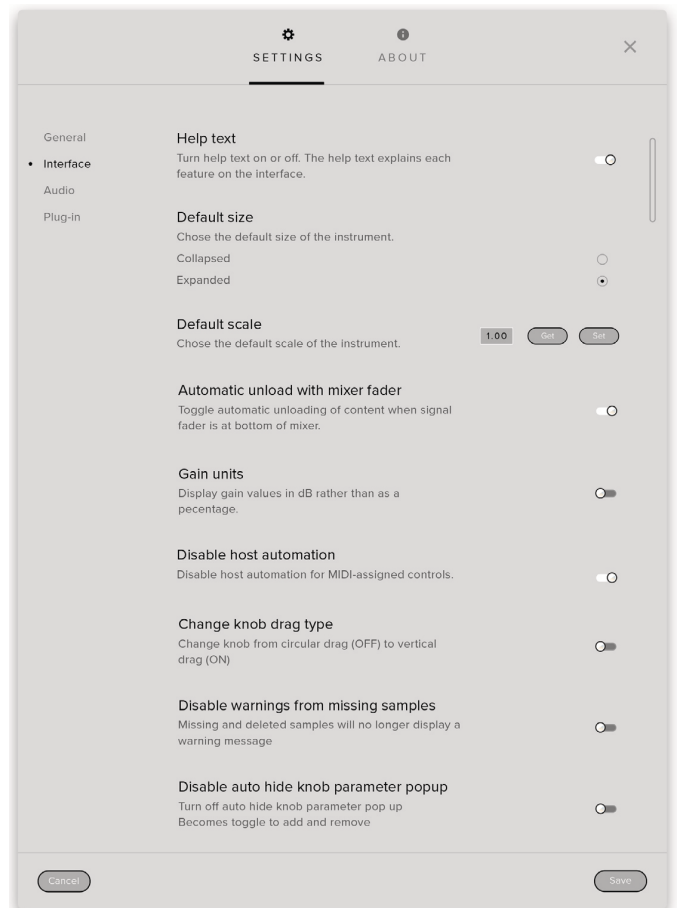 SETTINGS
ABOUT
General
Interface
Audio
Plug-in
Help text
Turn help text on or off. The help text explains each
feature on the interface.
Default size
Chose the default size of the instrument.
Collapsed
Expanded
Default scale
Chose the default scale of the instrument.
1.00
Get
Set
Automatic unload with mixer fader
Toggle automatic unloading of content when signal
fader is at bottom of mixer.
Gain units
Display gain values in dB rather than as a
pecentage.
Disable host automation
Disable host automation for MIDI-assigned controls.
Change knob drag type
Change knob from circular drag (OFF) to vertical
drag (ON)
Disable warnings from missing samples
Missing and deleted samples will no longer display a
warning message
Disable auto hide knob parameter popup
Turn off auto hide knob parameter pop up
Becomes toggle to add and remove
Cancel
Save